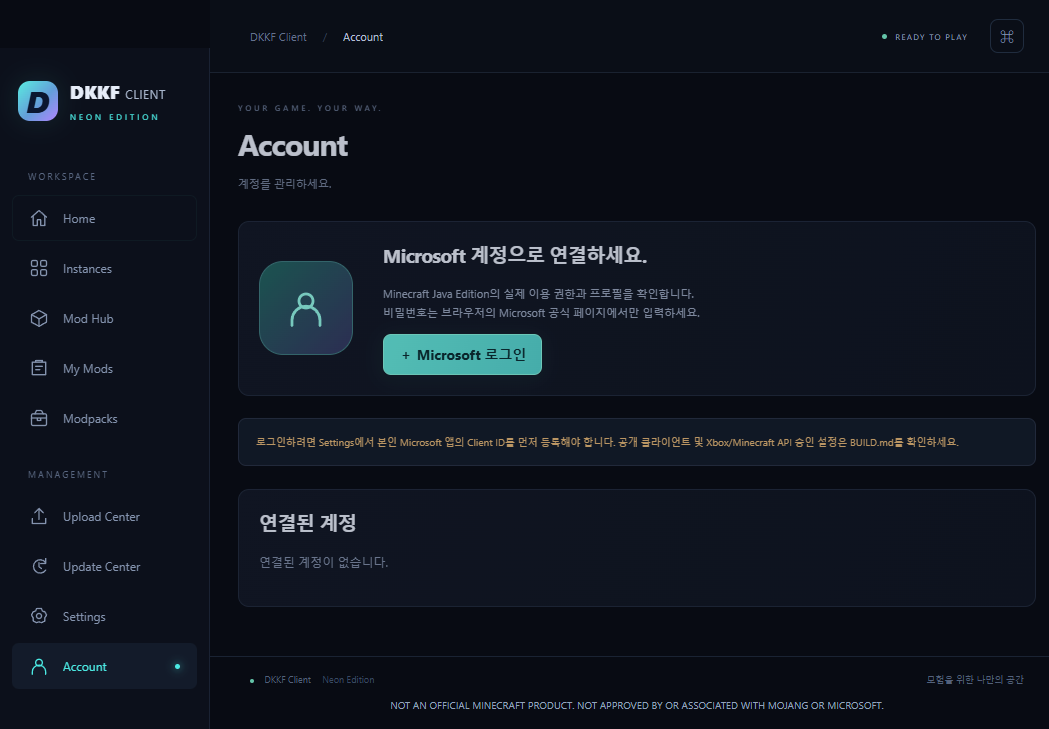 DKKF Client / Account
READY TO PLAY
DKKF CLIENT
NEON EDITION
WORKSPACE
Home
Instances
Mod Hub
My Mods
Modpacks
MANAGEMENT
Upload Center
Update Center
Settings
Account
YOUR GAME. YOUR WAY.
Account
계정를 관리하세요.
Microsoft 계정으로 연결하세요.
Minecraft Java Edition의 실제 이용 권한과 프로필을 확인합니다.
비밀번호는 브라우저의 Microsoft 공식 페이지에서만 입력하세요.
+ Microsoft 로그인
로그인하려면 Settings에서 본인 Microsoft 앱의 Client ID를 먼저 등록해야 합니다. 공개 클라이언트 및 Xbox/Minecraft API 승인 설정은 BUILD.md를 확인하세요.
연결된 계정
연결된 계정이 없습니다.
DKKF Client Neon Edition
모험을 위한 나만의 공간
NOT AN OFFICIAL MINECRAFT PRODUCT. NOT APPROVED BY OR ASSOCIATED WITH MOJANG OR MICROSOFT.